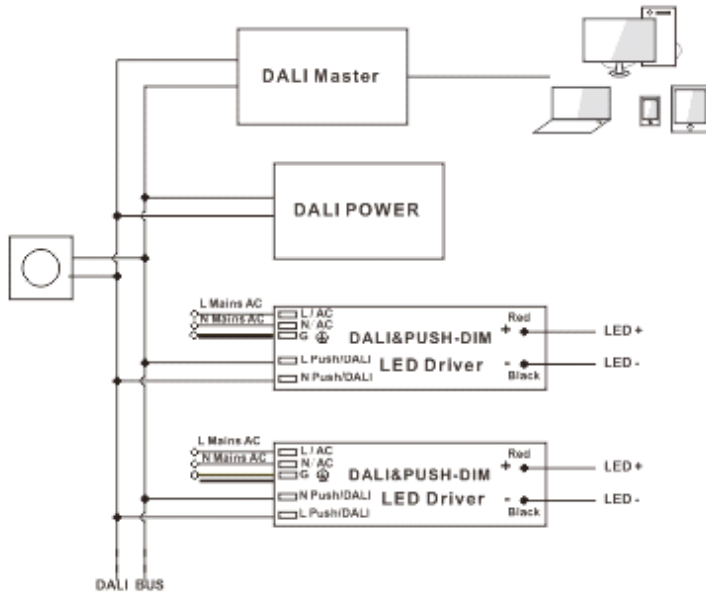 DALI Master
DALI POWER
L Mains AC
N Mains AC
L/AC
N/AC
G
L Push/DALI
N Push/DALI
DALI&PUSH-DIM
LED Driver
Red
+
-
Black
LED +
LED -
L Mains AC
N Mains AC
L/AC
N/AC
G
N Push/DALI
L Push/DALI
DALI&PUSH-DIM
LED Driver
Red
+
-
Black
LED +
LED -
DALI BUS